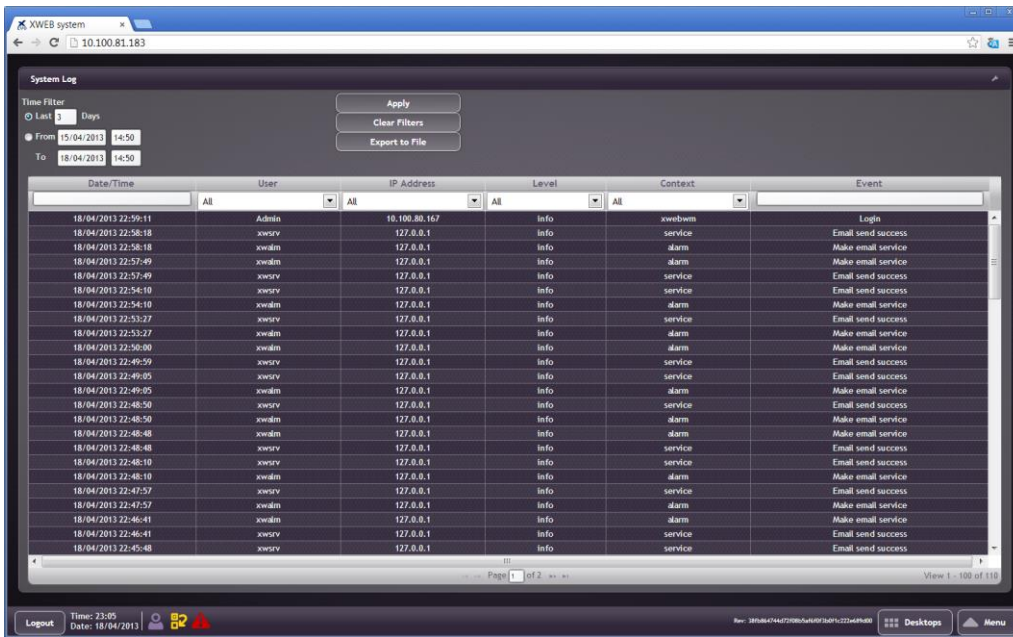 XWEB system
10.100.81.183
System Log
Time Filter
Last 3 Days
From 15/04/2013 14:50
To 18/04/2013 14:50
Apply
Clear Filters
Export to File
Date/Time User IP Address Level Context Event
All All All All
18/04/2013 22:59:11 Admin 10.100.80.167 info xwebwm Login
18/04/2013 22:58:18 xwsrv 127.0.0.1 info service Email send success
18/04/2013 22:58:18 xwalm 127.0.0.1 info alarm Make email service
18/04/2013 22:57:49 xwalm 127.0.0.1 info alarm Make email service
18/04/2013 22:57:49 xwsrv 127.0.0.1 info service Email send success
18/04/2013 22:54:10 xwsrv 127.0.0.1 info service Email send success
18/04/2013 22:54:10 xwalm 127.0.0.1 info alarm Make email service
18/04/2013 22:53:27 xwsrv 127.0.0.1 info service Email send success
18/04/2013 22:53:27 xwalm 127.0.0.1 info alarm Make email service
18/04/2013 22:50:00 xwalm 127.0.0.1 info alarm Make email service
18/04/2013 22:49:59 xwsrv 127.0.0.1 info service Email send success
18/04/2013 22:49:05 xwsrv 127.0.0.1 info service Email send success
18/04/2013 22:49:05 xwalm 127.0.0.1 info alarm Make email service
18/04/2013 22:48:50 xwsrv 127.0.0.1 info service Email send success
18/04/2013 22:48:50 xwalm 127.0.0.1 info alarm Make email service
18/04/2013 22:48:48 xwalm 127.0.0.1 info alarm Make email service
18/04/2013 22:48:48 xwsrv 127.0.0.1 info service Email send success
18/04/2013 22:48:10 xwsrv 127.0.0.1 info service Email send success
18/04/2013 22:48:10 xwalm 127.0.0.1 info alarm Make email service
18/04/2013 22:47:57 xwsrv 127.0.0.1 info service Email send success
18/04/2013 22:47:57 xwalm 127.0.0.1 info alarm Make email service
18/04/2013 22:46:41 xwalm 127.0.0.1 info alarm Make email service
18/04/2013 22:46:41 xwsrv 127.0.0.1 info service Email send success
18/04/2013 22:45:48 xwsrv 127.0.0.1 info service Email send success
Page 1 of 2
View 1 - 100 of 110
Logout
Time: 23:05
Date: 18/04/2013
Rev:
Desktops
Menu